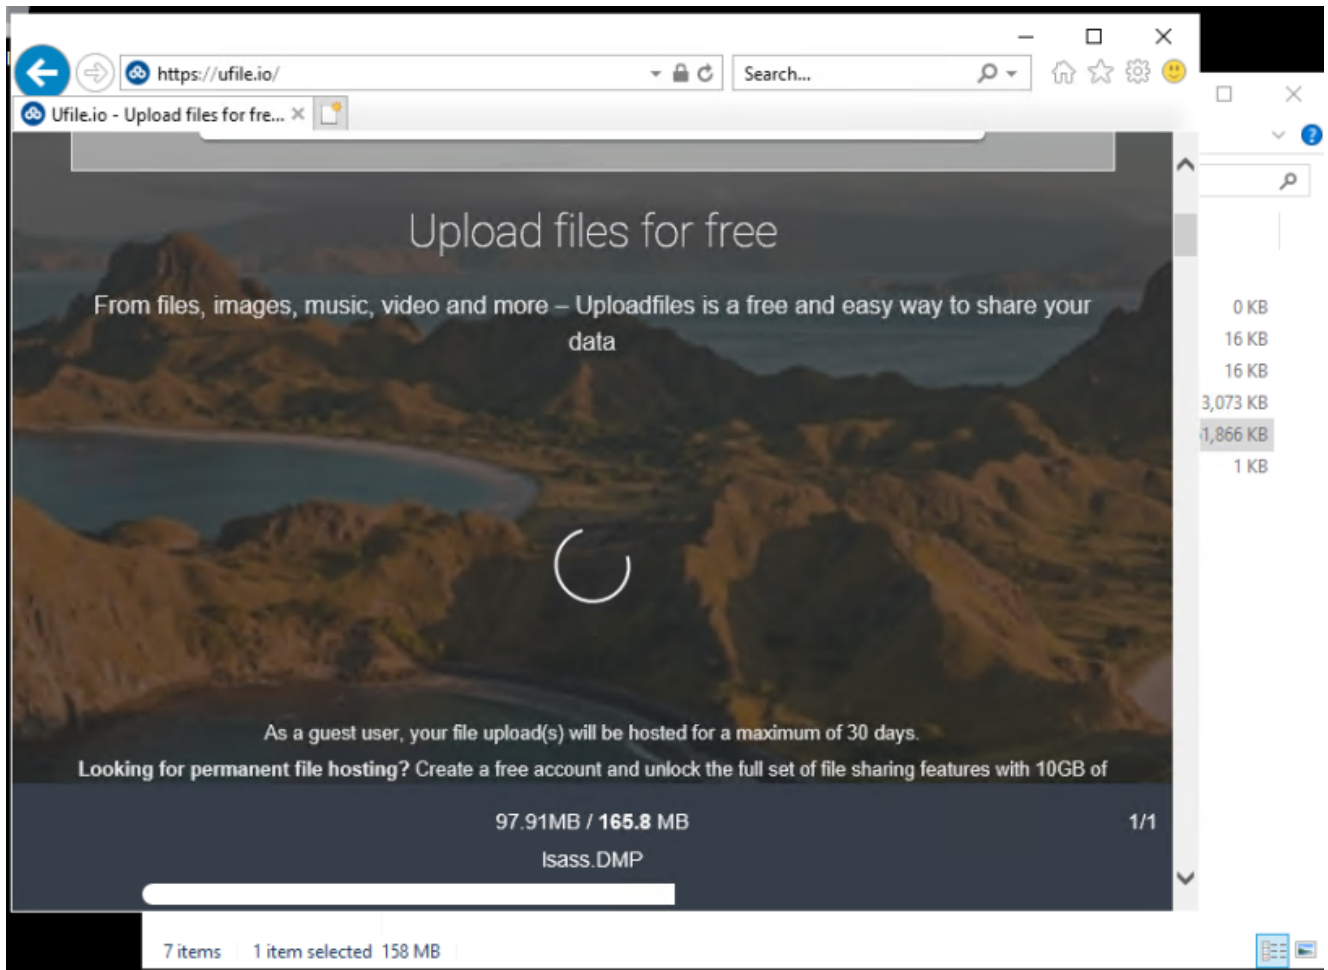 https://ufile.io/
Search...
Ufile.io - Upload files for fre...
Upload files for free
From files, images, music, video and more – Uploadfiles is a free and easy way to share your
data
0 KB
16 KB
16 KB
3,073 KB
1,866 KB
1 KB
As a guest user, your file upload(s) will be hosted for a maximum of 30 days.
Looking for permanent file hosting? Create a free account and unlock the full set of file sharing features with 10GB of
97.91MB / 165.8 MB
1/1
lsass.DMP
7 items 1 item selected 158 MB